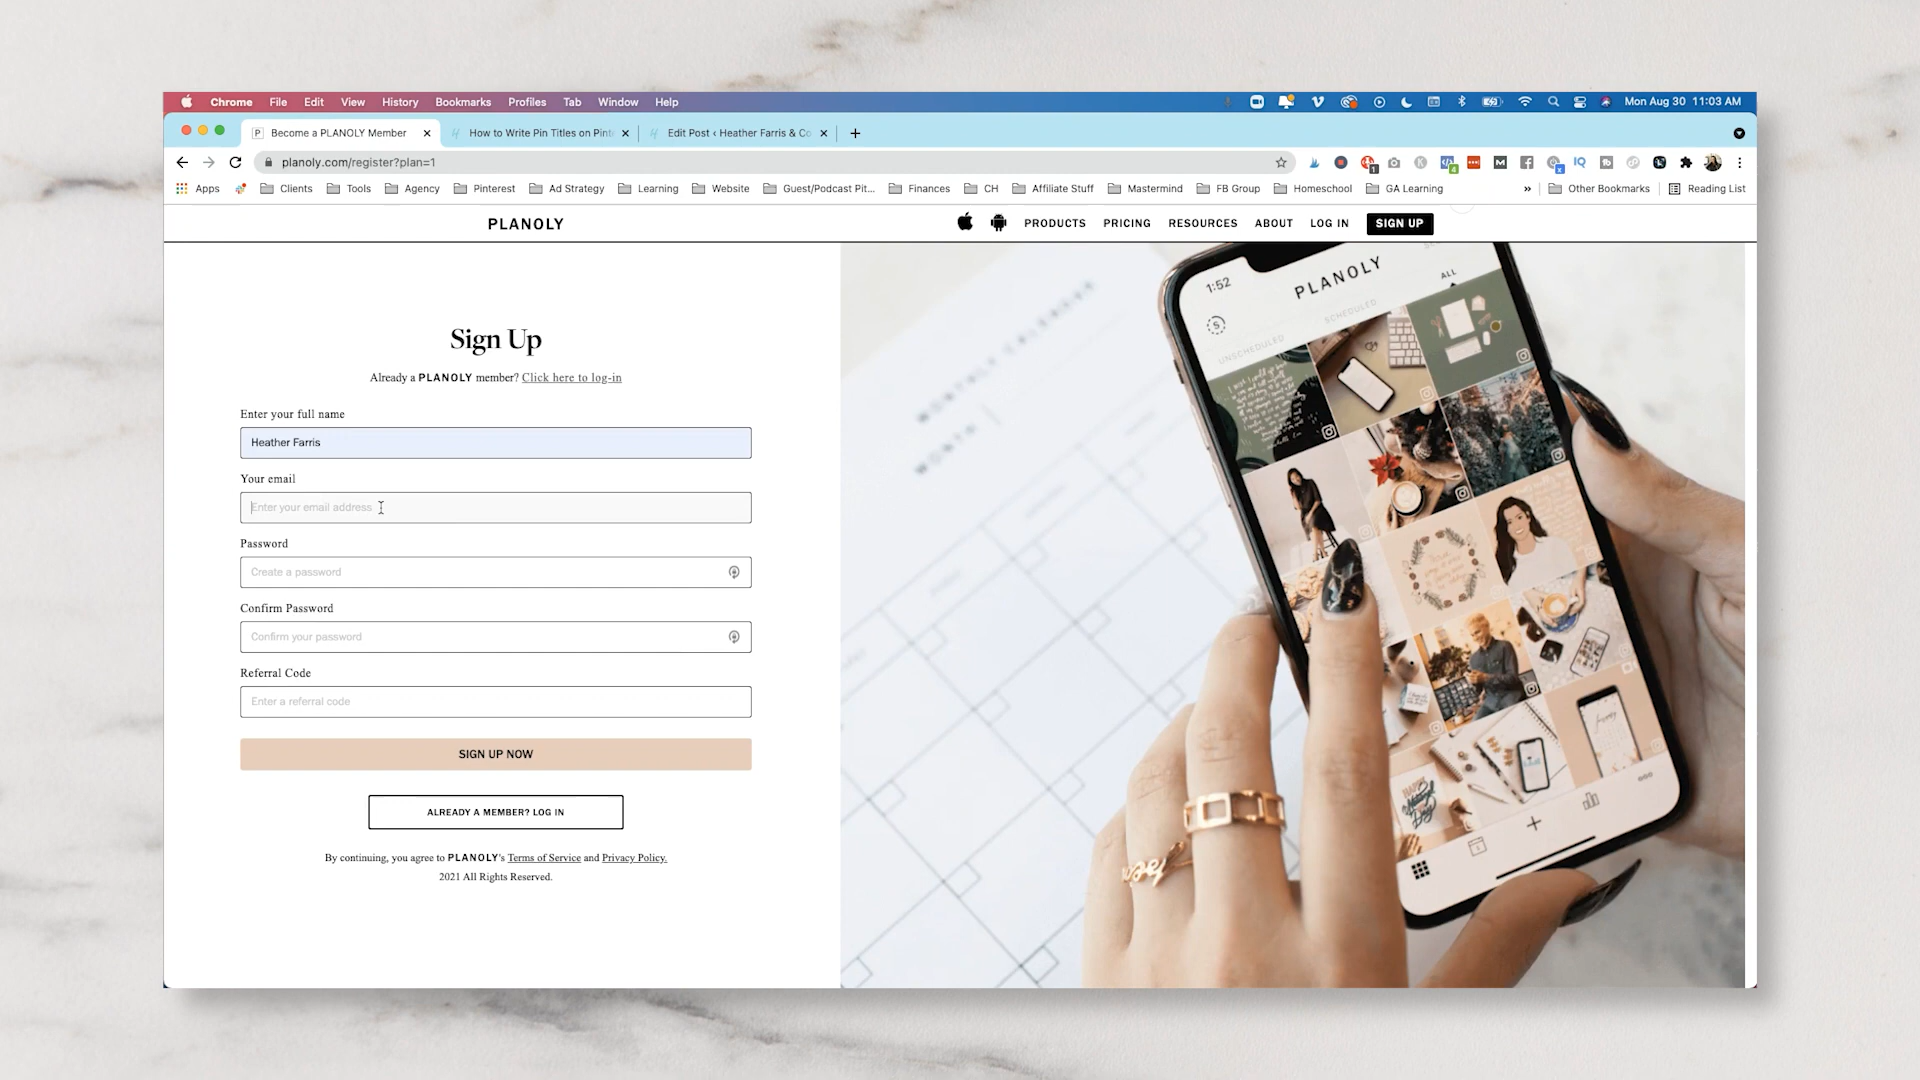 Chrome File Edit View History Bookmarks Profiles Tab Window Help
Mon Aug 30 11:03 AM
Become a PLANOLY Member
How to Write Pin Titles on Pint
Edit Post ‹ Heather Farris & Co
planoly.com/register?plan=1
Apps Clients Tools Agency Pinterest Ad Strategy Learning Website Guest/Podcast Pit... Finances CH Affiliate Stuff Mastermind FB Group Homeschool GA Learning » Other Bookmarks Reading List
PLANOLY
PRODUCTS PRICING RESOURCES ABOUT LOG IN SIGN UP
Sign Up
Already a PLANOLY member? Click here to log-in
Enter your full name
Heather Farris
Your email
Enter your email address
Password
Create a password
Confirm Password
Confirm your password
Referral Code
Enter a referral code
SIGN UP NOW
ALREADY A MEMBER? LOG IN
By continuing, you agree to PLANOLY's Terms of Service and Privacy Policy.
2021 All Rights Reserved.
1:52
PLANOLY
ALL
UNSCHEDULED
SCHEDULED
MONTHLY CALENDAR
MONTH
HAPPY
Day